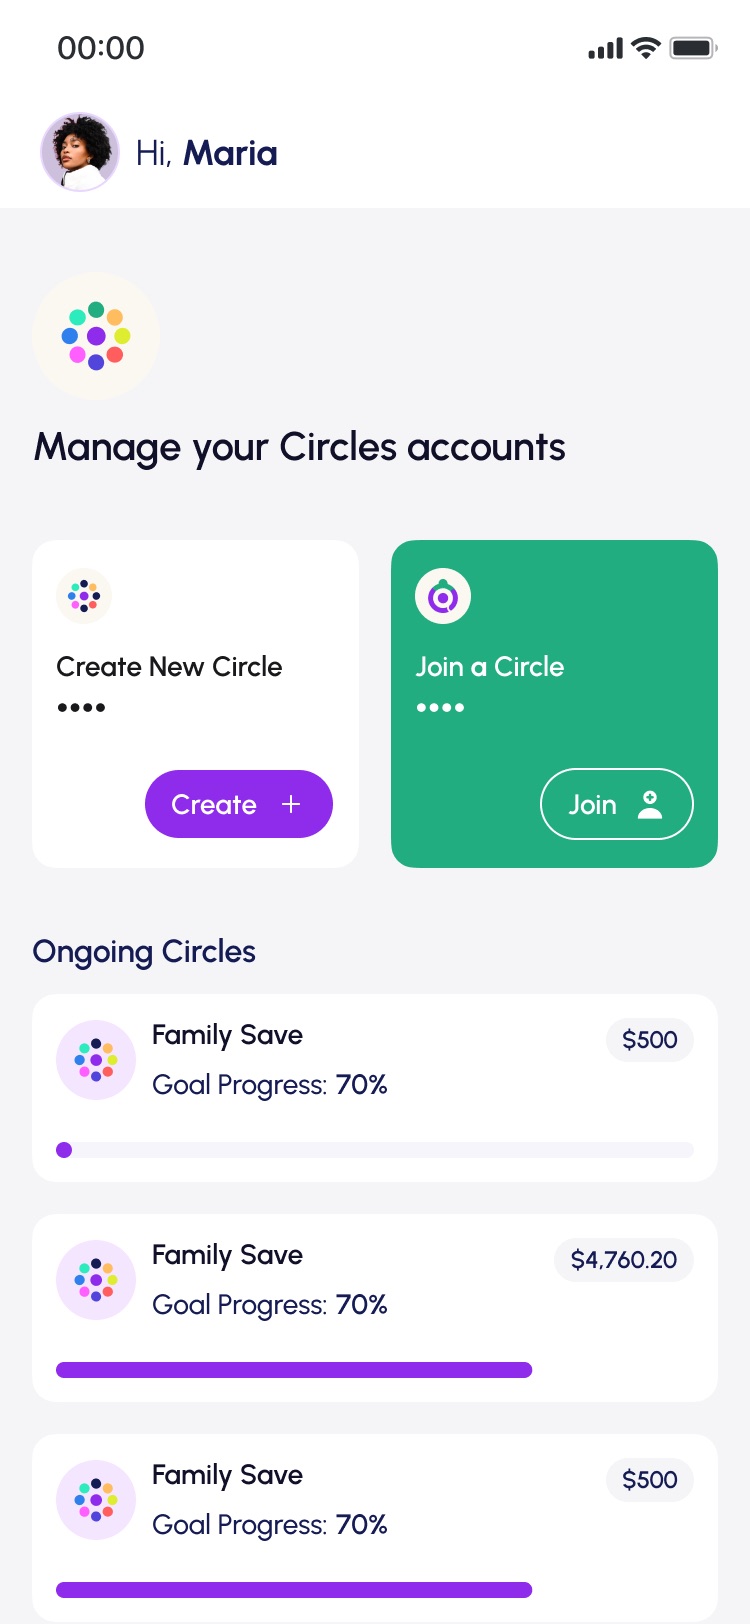 00:00
Hi, Maria
Manage your Circles accounts
Create New Circle
••••
Create +
Join a Circle
••••
Join
Ongoing Circles
Family Save
$500
Goal Progress: 70%
Family Save
$4,760.20
Goal Progress: 70%
Family Save
$500
Goal Progress: 70%